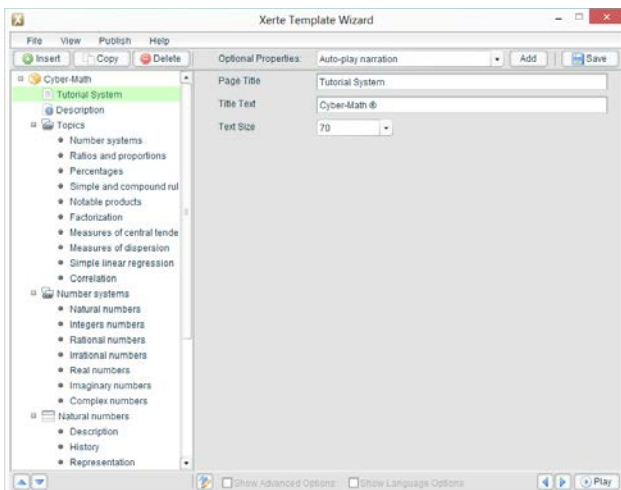 Xerte Template Wizard
File View Publish Help
Insert Copy Delete Optional Properties: Auto-play narration Add Save
Cyber-Math
Tutorial System
Description
Topics
Number systems
Ratios and proportions
Percentages
Simple and compound rul
Notable products
Factorization
Measures of central tende
Measures of dispersion
Simple linear regression
Correlation
Number systems
Natural numbers
Integers numbers
Rational numbers
Irrational numbers
Real numbers
Imaginary numbers
Complex numbers
Natural numbers
Description
History
Representation
Page Title Tutorial System
Title Text Cyber-Math ®
Text Size 70
Show Advanced Options Show Language Options Play